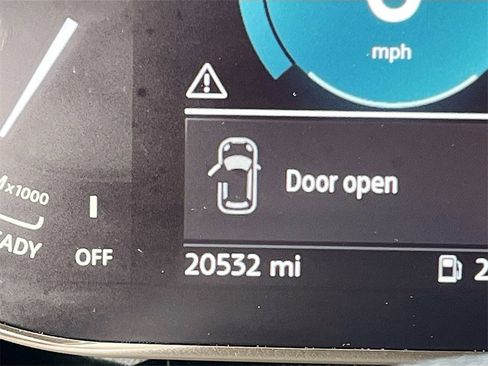 mph
Door open
x1000
OFF
20532 mi